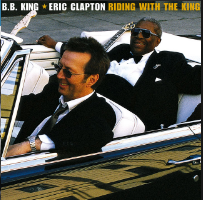 B.B. KING ★ ERIC CLAPTON RIDING WITH THE KING